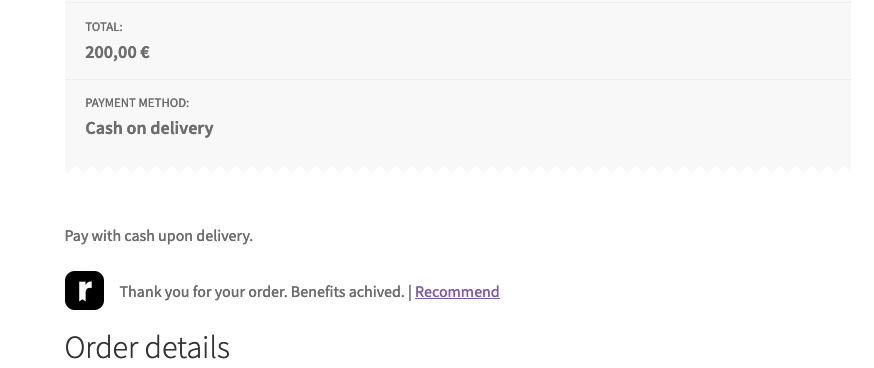 TOTAL:
200,00 €
PAYMENT METHOD:
Cash on delivery
Pay with cash upon delivery.
r
Thank you for your order. Benefits achived. | Recommend
Order details